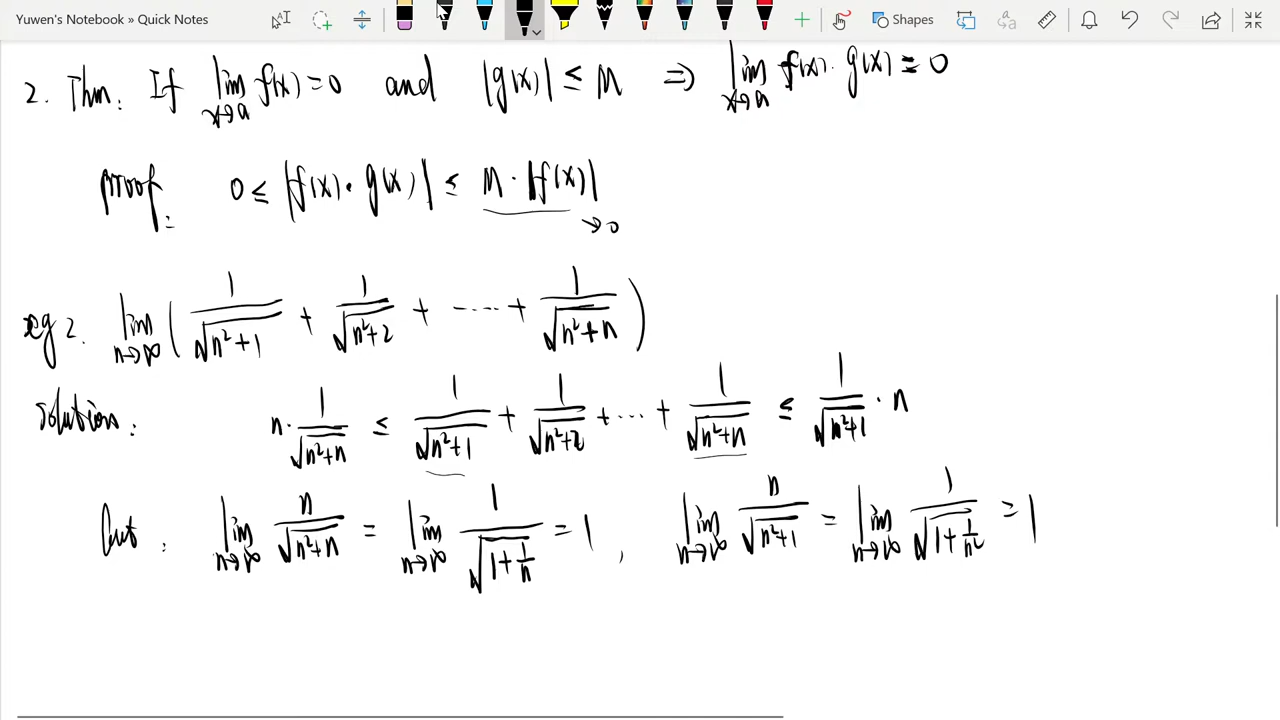 Yuwen's Notebook » Quick Notes
Shapes
2. Thm: If lim_{x→a} f(x)=0 and |g(x)| ≤ M ⇒ lim_{x→a} f(x)·g(x)=0
proof: 0 ≤ |f(x)·g(x)| ≤ M·|f(x)|
→0
eg 2. lim_{n→∞} ( 1/√(n²+1) + 1/√(n²+2) + ····· + 1/√(n²+n) )
Solution: n· 1/√(n²+n) ≤ 1/√(n²+1) + 1/√(n²+2) + ··· + 1/√(n²+n) ≤ 1/√(n²+1) · n
but, lim_{n→∞} n/√(n²+n) = lim_{n→∞} 1/√(1+1/n) = 1, lim_{n→∞} n/√(n²+1) = lim_{n→∞} 1/√(1+1/n²) = 1